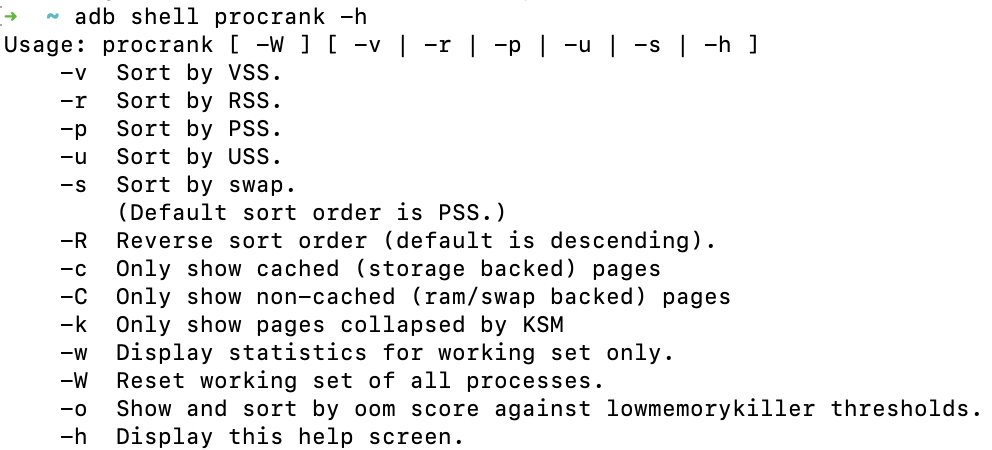 ➜  ~ adb shell procrank -h
Usage: procrank [ -W ] [ -v | -r | -p | -u | -s | -h ]
    -v  Sort by VSS.
    -r  Sort by RSS.
    -p  Sort by PSS.
    -u  Sort by USS.
    -s  Sort by swap.
        (Default sort order is PSS.)
    -R  Reverse sort order (default is descending).
    -c  Only show cached (storage backed) pages
    -C  Only show non-cached (ram/swap backed) pages
    -k  Only show pages collapsed by KSM
    -w  Display statistics for working set only.
    -W  Reset working set of all processes.
    -o  Show and sort by oom score against lowmemorykiller thresholds.
    -h  Display this help screen.